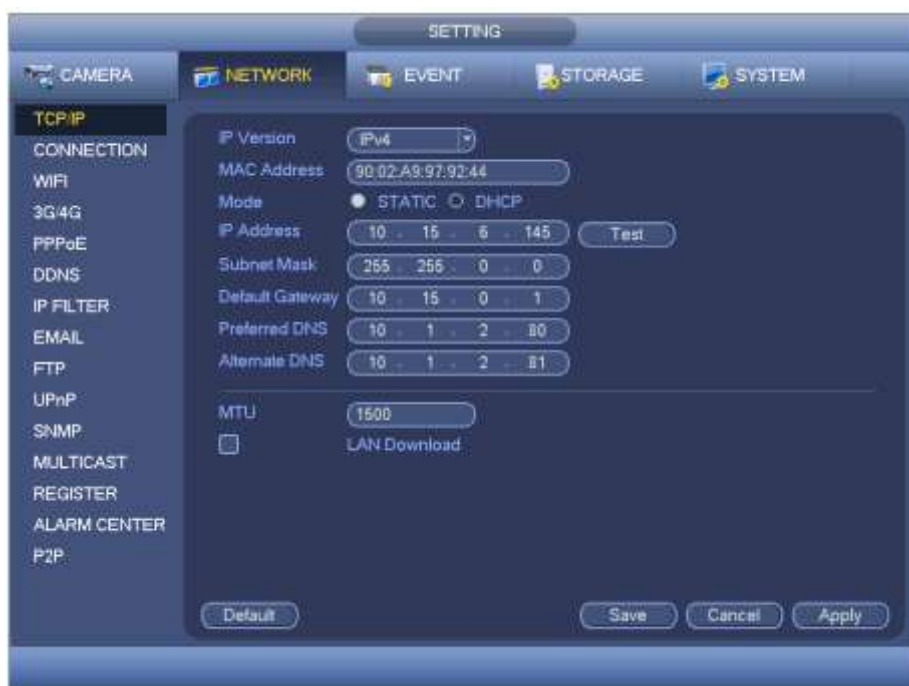 SETTING
CAMERA NETWORK EVENT STORAGE SYSTEM
TCP/IP
CONNECTION
WIFI
3G/4G
PPPoE
DDNS
IP FILTER
EMAIL
FTP
UPnP
SNMP
MULTICAST
REGISTER
ALARM CENTER
P2P
IP Version IPv4
MAC Address 90:02:A9:97:92:44
Mode STATIC DHCP
IP Address 10 . 15 . 6 . 145 Test
Subnet Mask 255 . 255 . 0 . 0
Default Gateway 10 . 15 . 0 . 1
Preferred DNS 10 . 1 . 2 . 80
Alternate DNS 10 . 1 . 2 . 81
MTU 1500
LAN Download
Default Save Cancel Apply